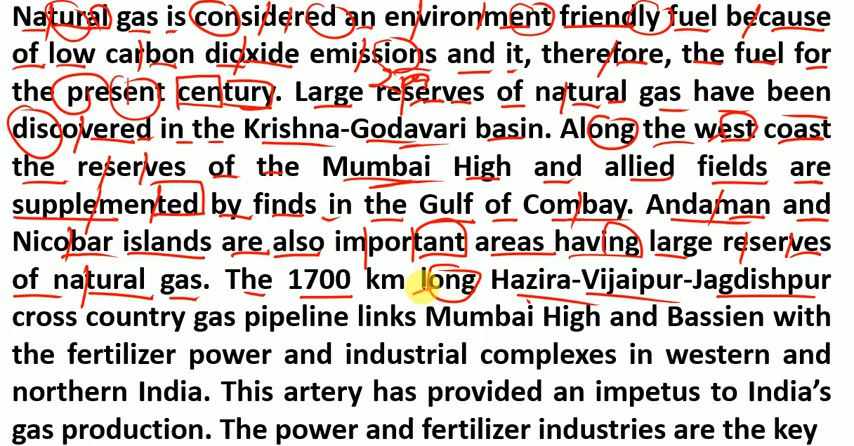 Natural gas is considered an environment friendly fuel because
of low carbon dioxide emissions and it, therefore, the fuel for
the present century. Large reserves of natural gas have been
discovered in the Krishna-Godavari basin. Along the west coast
the reserves of the Mumbai High and allied fields are
supplemented by finds in the Gulf of Combay. Andaman and
Nicobar islands are also important areas having large reserves
of natural gas. The 1700 km long Hazira-Vijaipur-Jagdishpur
cross country gas pipeline links Mumbai High and Bassien with
the fertilizer power and industrial complexes in western and
northern India. This artery has provided an impetus to India's
gas production. The power and fertilizer industries are the key